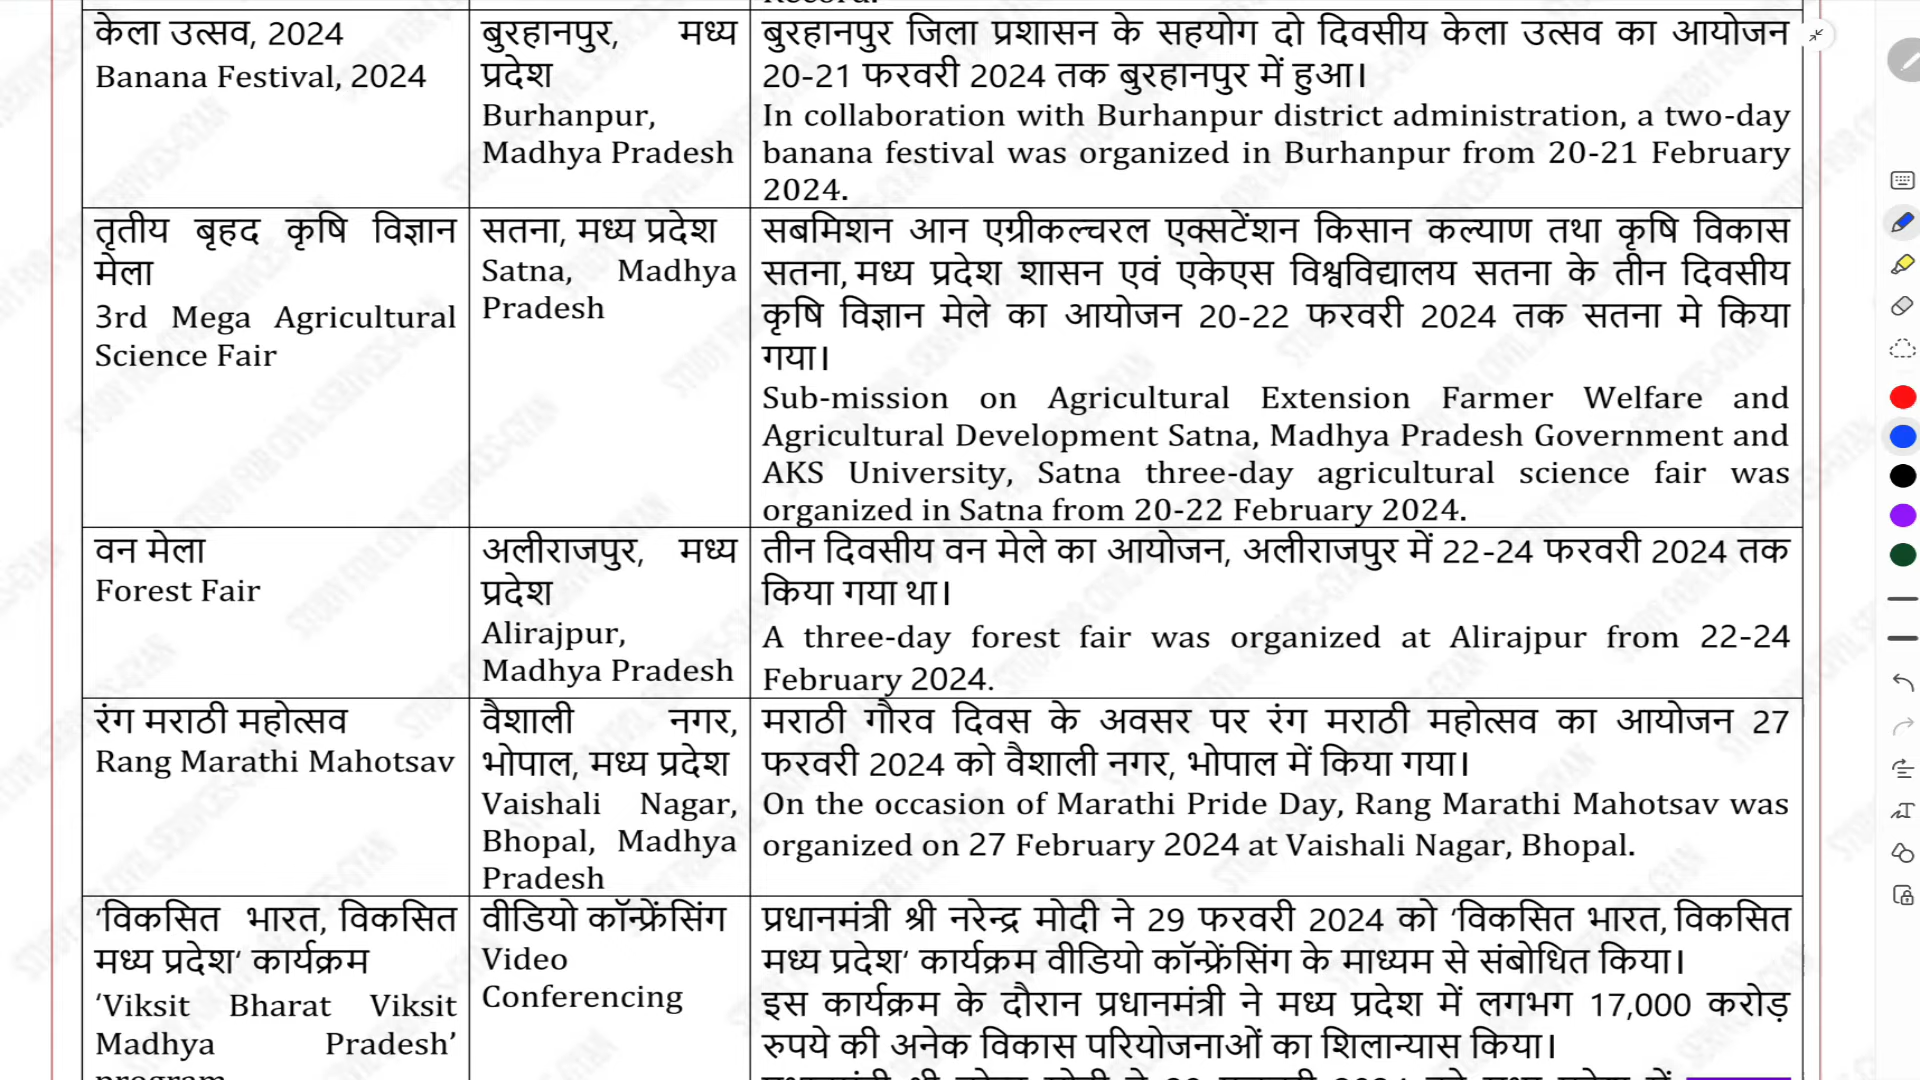 Record.
केला उत्सव, 2024
Banana Festival, 2024
बुरहानपुर, मध्य
प्रदेश
Burhanpur,
Madhya Pradesh
बुरहानपुर जिला प्रशासन के सहयोग दो दिवसीय केला उत्सव का आयोजन
20-21 फरवरी 2024 तक बुरहानपुर में हुआ।
In collaboration with Burhanpur district administration, a two-day
banana festival was organized in Burhanpur from 20-21 February
2024.
तृतीय बृहद कृषि विज्ञान
मेला
3rd Mega Agricultural
Science Fair
सतना, मध्य प्रदेश
Satna, Madhya
Pradesh
सबमिशन आन एग्रीकल्चरल एक्सटेंशन किसान कल्याण तथा कृषि विकास
सतना, मध्य प्रदेश शासन एवं एकेएस विश्वविद्यालय सतना के तीन दिवसीय
कृषि विज्ञान मेले का आयोजन 20-22 फरवरी 2024 तक सतना मे किया
गया।
Sub-mission on Agricultural Extension Farmer Welfare and
Agricultural Development Satna, Madhya Pradesh Government and
AKS University, Satna three-day agricultural science fair was
organized in Satna from 20-22 February 2024.
वन मेला
Forest Fair
अलीराजपुर, मध्य
प्रदेश
Alirajpur,
Madhya Pradesh
तीन दिवसीय वन मेले का आयोजन, अलीराजपुर में 22-24 फरवरी 2024 तक
किया गया था।
A three-day forest fair was organized at Alirajpur from 22-24
February 2024.
रंग मराठी महोत्सव
Rang Marathi Mahotsav
वैशाली नगर,
भोपाल, मध्य प्रदेश
Vaishali Nagar,
Bhopal, Madhya
Pradesh
मराठी गौरव दिवस के अवसर पर रंग मराठी महोत्सव का आयोजन 27
फरवरी 2024 को वैशाली नगर, भोपाल में किया गया।
On the occasion of Marathi Pride Day, Rang Marathi Mahotsav was
organized on 27 February 2024 at Vaishali Nagar, Bhopal.
‘विकसित भारत, विकसित
मध्य प्रदेश‘ कार्यक्रम
‘Viksit Bharat Viksit
Madhya Pradesh’
program
वीडियो कॉन्फ्रेंसिंग
Video
Conferencing
प्रधानमंत्री श्री नरेन्द्र मोदी ने 29 फरवरी 2024 को ‘विकसित भारत, विकसित
मध्य प्रदेश‘ कार्यक्रम वीडियो कॉन्फ्रेंसिंग के माध्यम से संबोधित किया।
इस कार्यक्रम के दौरान प्रधानमंत्री ने मध्य प्रदेश में लगभग 17,000 करोड़
रुपये की अनेक विकास परियोजनाओं का शिलान्यास किया।